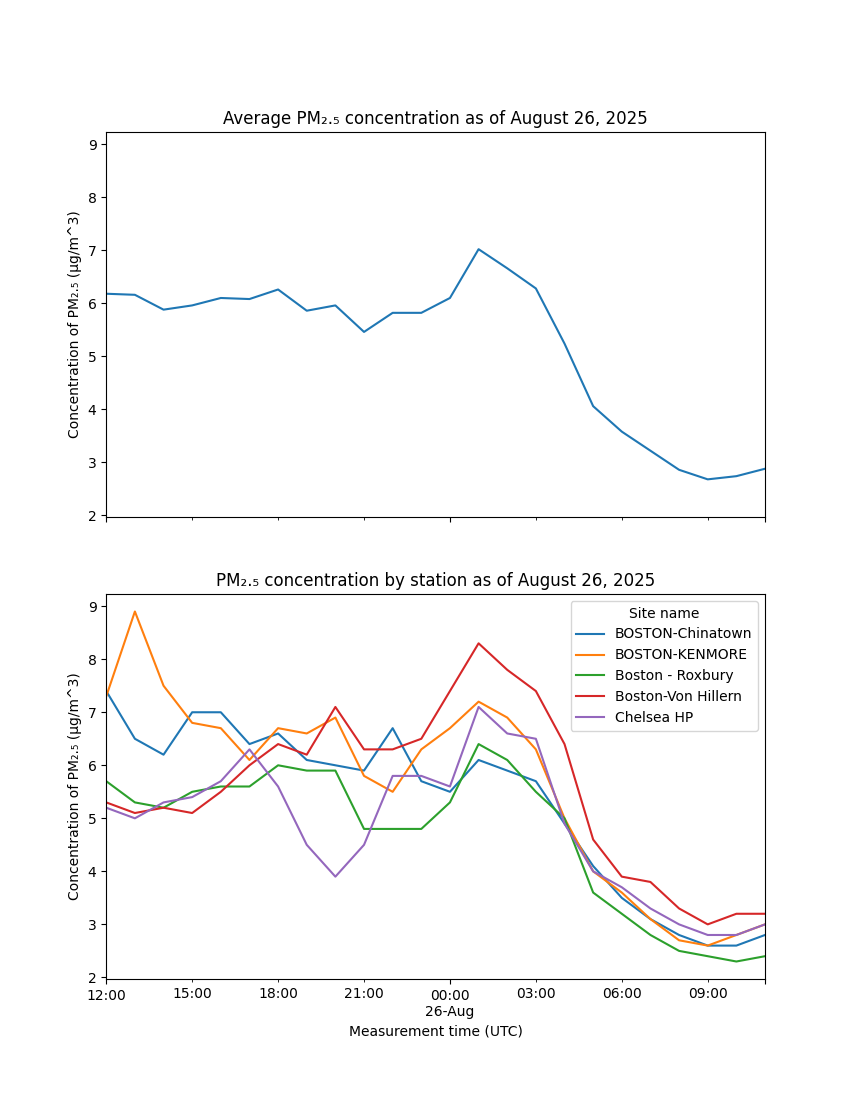 Average PM₂.₅ concentration as of August 26, 2025
Concentration of PM₂.₅ (μg/m^3)
9
8
7
6
5
4
3
2
PM₂.₅ concentration by station as of August 26, 2025
Concentration of PM₂.₅ (μg/m^3)
9
8
7
6
5
4
3
2
Site name
BOSTON-Chinatown
BOSTON-KENMORE
Boston - Roxbury
Boston-Von Hillern
Chelsea HP
12:00 15:00 18:00 21:00 00:00 03:00 06:00 09:00
26-Aug
Measurement time (UTC)